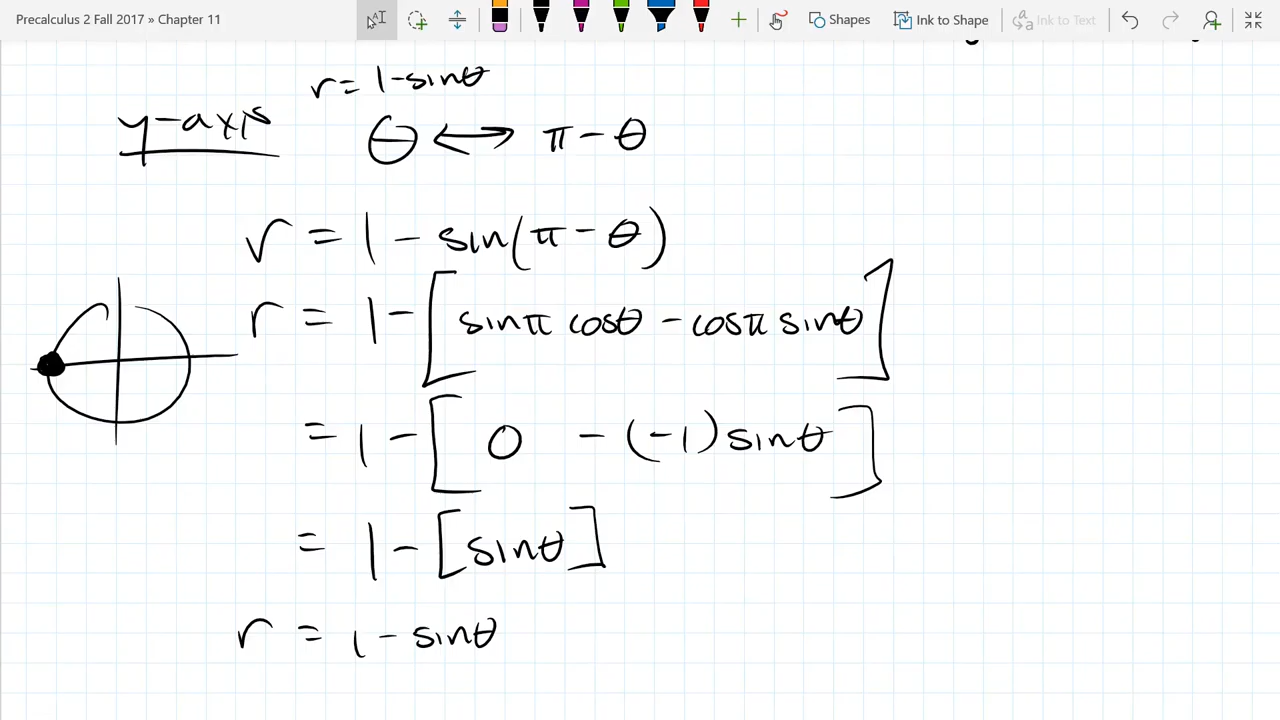 Precalculus 2 Fall 2017 » Chapter 11
Shapes
Ink to Shape
Ink to Text
r = 1 - sinθ
y-axis
θ ↔ π - θ
r = 1 - sin(π - θ)
r = 1 - [sinπ cosθ - cosπ sinθ]
= 1 - [0 - (-1) sinθ]
= 1 - [sinθ]
r = 1 - sinθ